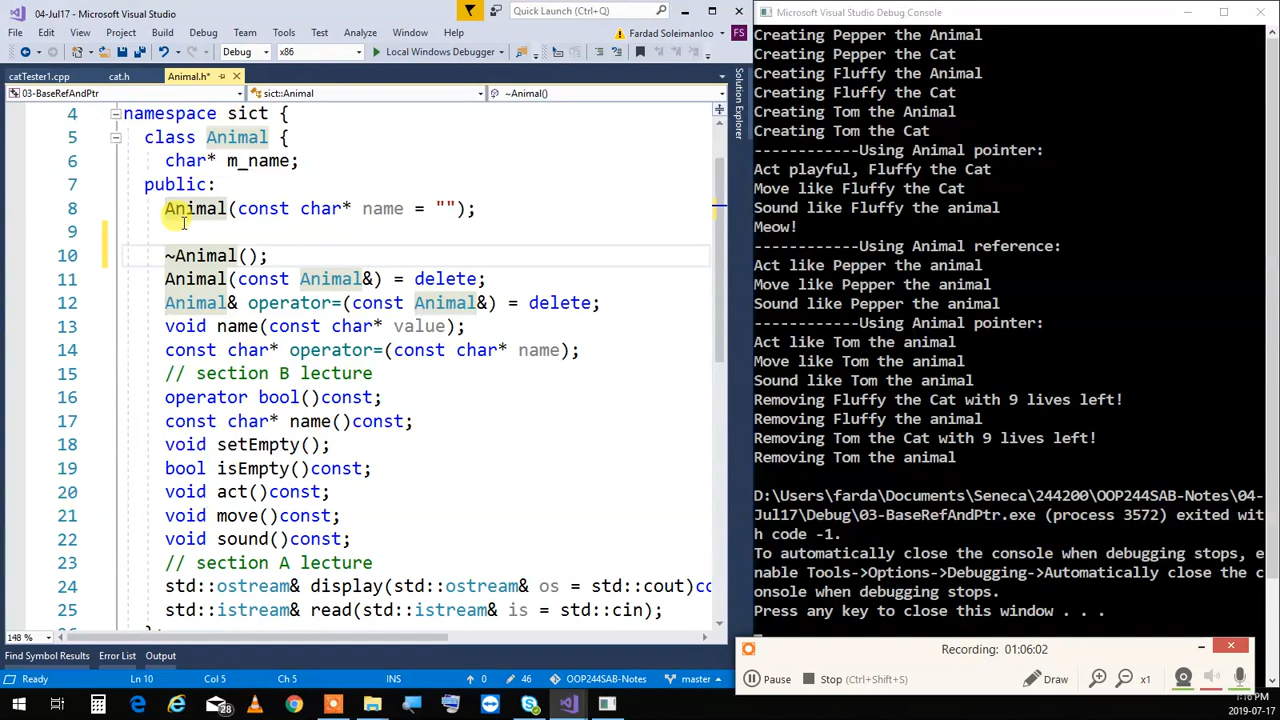 04-Jul17 - Microsoft Visual Studio
Quick Launch (Ctrl+Q)
File Edit View Project Build Debug Team Tools Analyze Window Help
Fardad Soleimanloo
FS
Debug x86 Local Windows Debugger
catTester1.cpp cat.h Animal.h*
03-BaseRefAndPtr sict::Animal ~Animal()
Solution Explorer
4 namespace sict {
5 class Animal {
6 char* m_name;
7 public:
8 Animal(const char* name = "");
9
10 ~Animal();
11 Animal(const Animal&) = delete;
12 Animal& operator=(const Animal&) = delete;
13 void name(const char* value);
14 const char* operator=(const char* name);
15 // section B lecture
16 operator bool()const;
17 const char* name()const;
18 void setEmpty();
19 bool isEmpty()const;
20 void act()const;
21 void move()const;
22 void sound()const;
23 // section A lecture
24 std::ostream& display(std::ostream& os = std::cout)co
25 std::istream& read(std::istream& is = std::cin);
148 %
Find Symbol Results Error List Output
Ready Ln 10 Col 5 Ch 5 INS 0 46 OOP244SAB-Notes master
Microsoft Visual Studio Debug Console
Creating Pepper the Animal
Creating Pepper the Cat
Creating Fluffy the Animal
Creating Fluffy the Cat
Creating Tom the Animal
Creating Tom the Cat
------------Using Animal pointer:
Act playful, Fluffy the Cat
Move like Fluffy the Cat
Sound like Fluffy the animal
Meow!
------------Using Animal reference:
Act like Pepper the animal
Move like Pepper the animal
Sound like Pepper the animal
------------Using Animal pointer:
Act like Tom the animal
Move like Tom the animal
Sound like Tom the animal
Removing Fluffy the Cat with 9 lives left!
Removing Fluffy the animal
Removing Tom the Cat with 9 lives left!
Removing Tom the animal
D:\Users\farda\Documents\Seneca\244200\OOP244SAB-Notes\04-
Jul17\Debug\03-BaseRefAndPtr.exe (process 3572) exited wit
h code -1.
To automatically close the console when debugging stops, e
nable Tools->Options->Debugging->Automatically close the c
onsole when debugging stops.
Press any key to close this window . . .
Recording: 01:06:02
Pause Stop (Ctrl+Shift+S) Draw x1
28
1:16 PM
2019-07-17